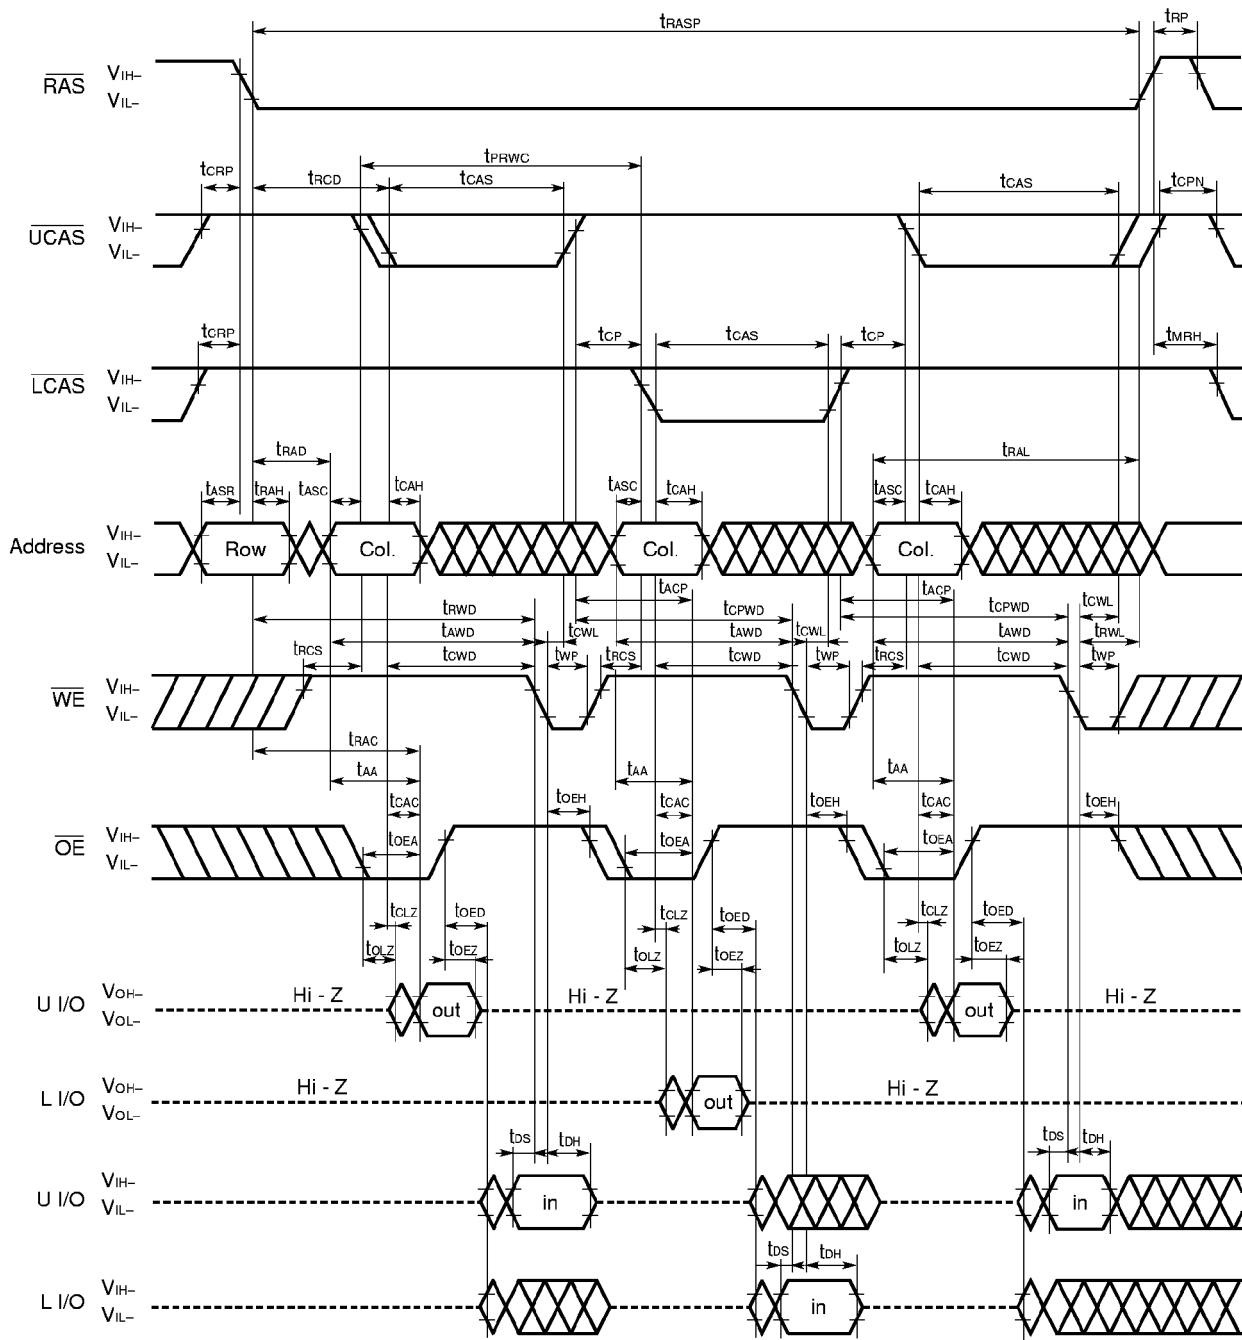 tRASP tRP
RAS VIH–
VIL–
tPRWC
tCRP tRCD tCAS tCAS tCPN
UCAS VIH–
VIL–
tCRP tCP tCAS tCP tMRH
LCAS VIH–
VIL–
tRAD tRAL
tASR tRAH tASC tCAH tASC tCAH tASC tCAH
Address VIH–
VIL–
Row Col. Col. Col.
tACP tACP
tRWD tCPWD tCPWD tCWL
tAWD tCWL tAWD tCWL tAWD tRWL
tRCS tCWD tWP tRCS tCWD tWP tRCS tCWD tWP
WE VIH–
VIL–
tRAC
tAA tAA tAA
tCAC tOEH tCAC tOEH tCAC tOEH
tOEA tOEA tOEA
OE VIH–
VIL–
tCLZ tOED tCLZ tOED tCLZ tOED
tOLZ tOEZ tOLZ tOEZ tOLZ tOEZ
U I/O VOH–
VOL–
Hi - Z out Hi - Z out Hi - Z
L I/O VOH–
VOL–
Hi - Z out Hi - Z
tDS tDH tDS tDH
U I/O VIH–
VIL–
in in
tDS tDH
L I/O VIH–
VIL–
in